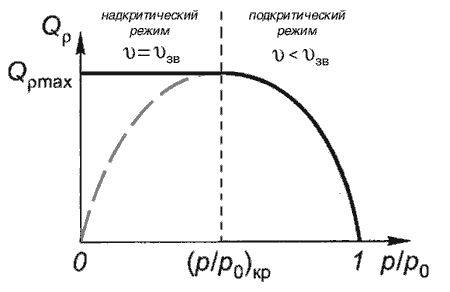 надкритический подкритический
режим режим
Qρ υ=υзв υ<υзв
Qρmax
0 (p/p0)кр 1 p/p0